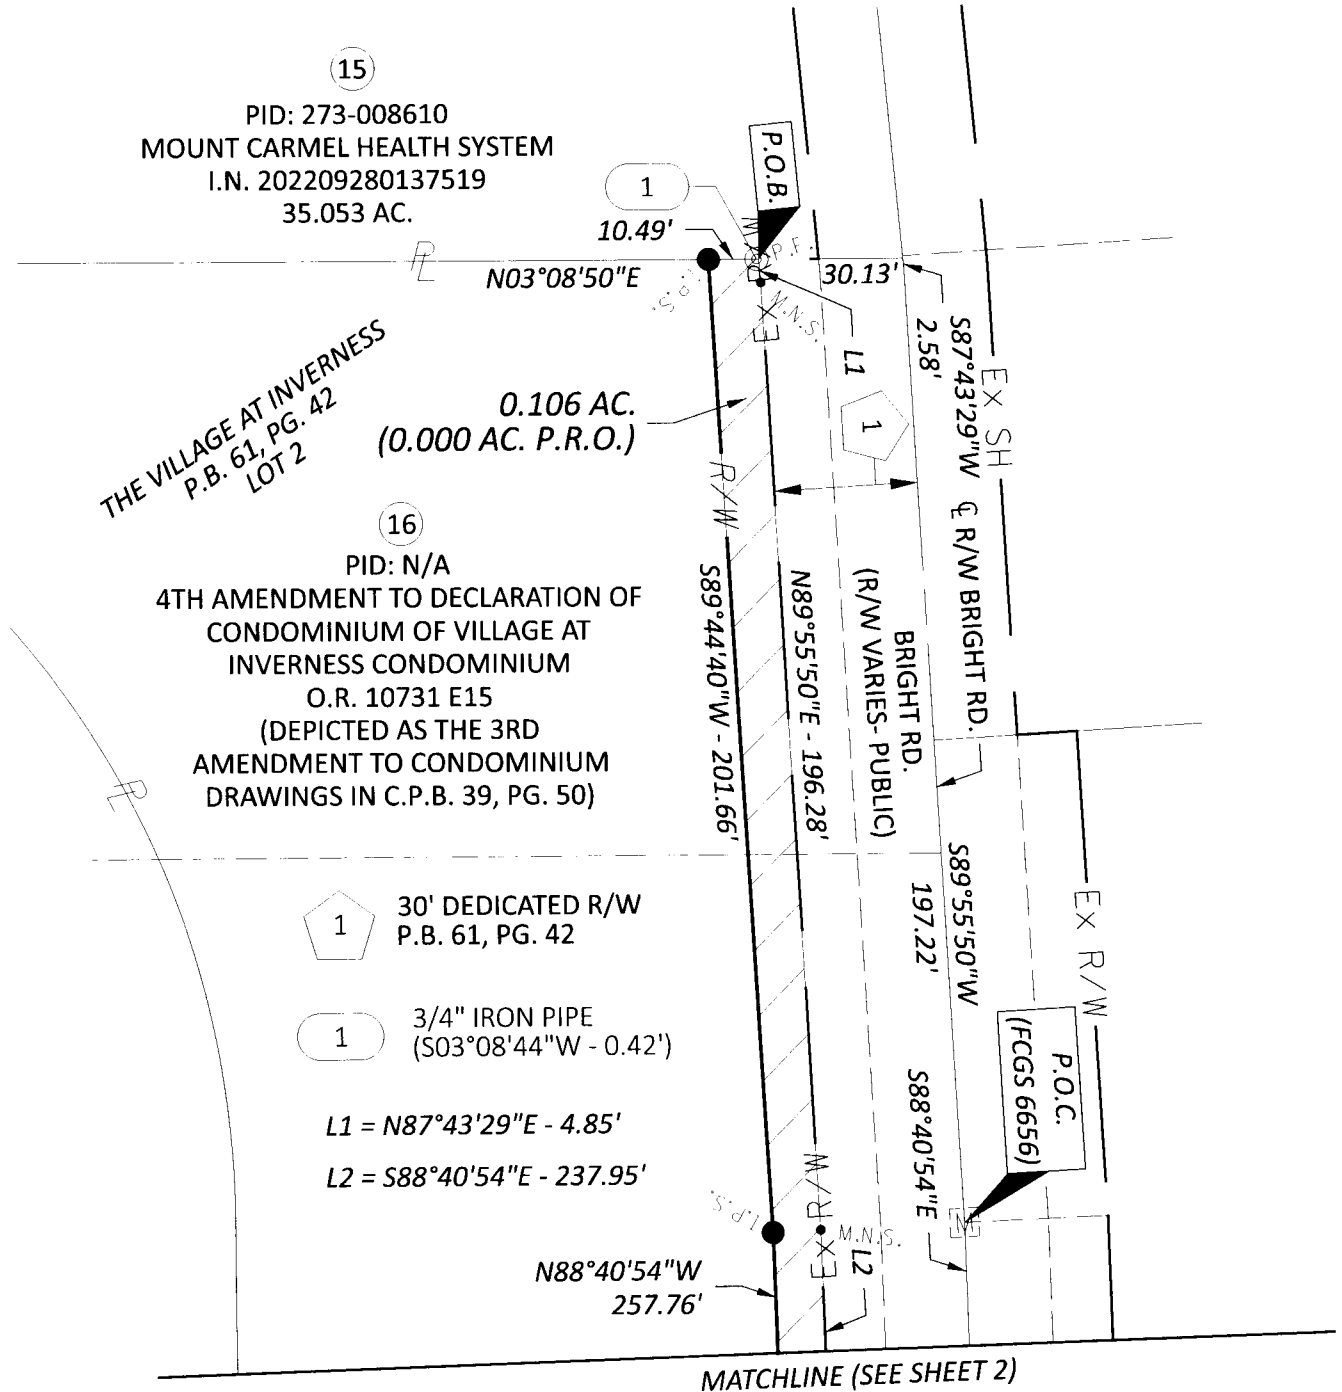 15
PID: 273-008610
MOUNT CARMEL HEALTH SYSTEM
I.N. 202209280137519
35.053 AC.
P.O.B.
1
10.49'
PL
N03°08'50"E
I.P.S.
30.13'
M.N.S.
L1
S87°43'29"W
2.58'
EX SH
THE VILLAGE AT INVERNESS
P.B. 61, PG. 42
LOT 2
0.106 AC.
(0.000 AC. P.R.O.)
1
R/W
℄ R/W BRIGHT RD.
16
PID: N/A
4TH AMENDMENT TO DECLARATION OF
CONDOMINIUM OF VILLAGE AT
INVERNESS CONDOMINIUM
O.R. 10731 E15
(DEPICTED AS THE 3RD
AMENDMENT TO CONDOMINIUM
DRAWINGS IN C.P.B. 39, PG. 50)
S89°44'40"W - 201.66'
N89°55'50"E - 196.28'
BRIGHT RD.
(R/W VARIES- PUBLIC)
PL
S89°55'50"W
197.22'
EX R/W
1
30' DEDICATED R/W
P.B. 61, PG. 42
1
3/4" IRON PIPE
(S03°08'44"W - 0.42')
P.O.C.
(FCGS 6656)
S88°40'54"E
L1 = N87°43'29"E - 4.85'
L2 = S88°40'54"E - 237.95'
I.P.S.
EX R/W
M.N.S.
M
L2
N88°40'54"W
257.76'
MATCHLINE (SEE SHEET 2)